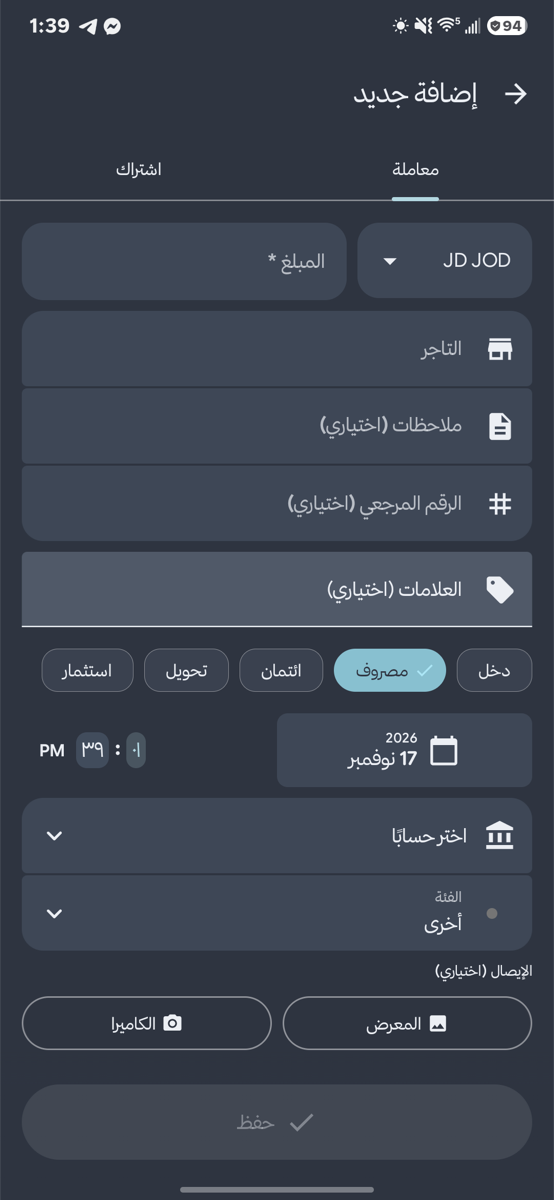 1:39
5
94
إضافة جديد
معاملة
اشتراك
JD JOD
المبلغ *
التاجر
ملاحظات (اختياري)
الرقم المرجعي (اختياري)
العلامات (اختياري)
دخل
مصروف
ائتمان
تحويل
استثمار
2026
17 نوفمبر
٠١ : ٣٩ PM
اختر حسابًا
الفئة
أخرى
الإيصال (اختياري)
المعرض
الكاميرا
حفظ